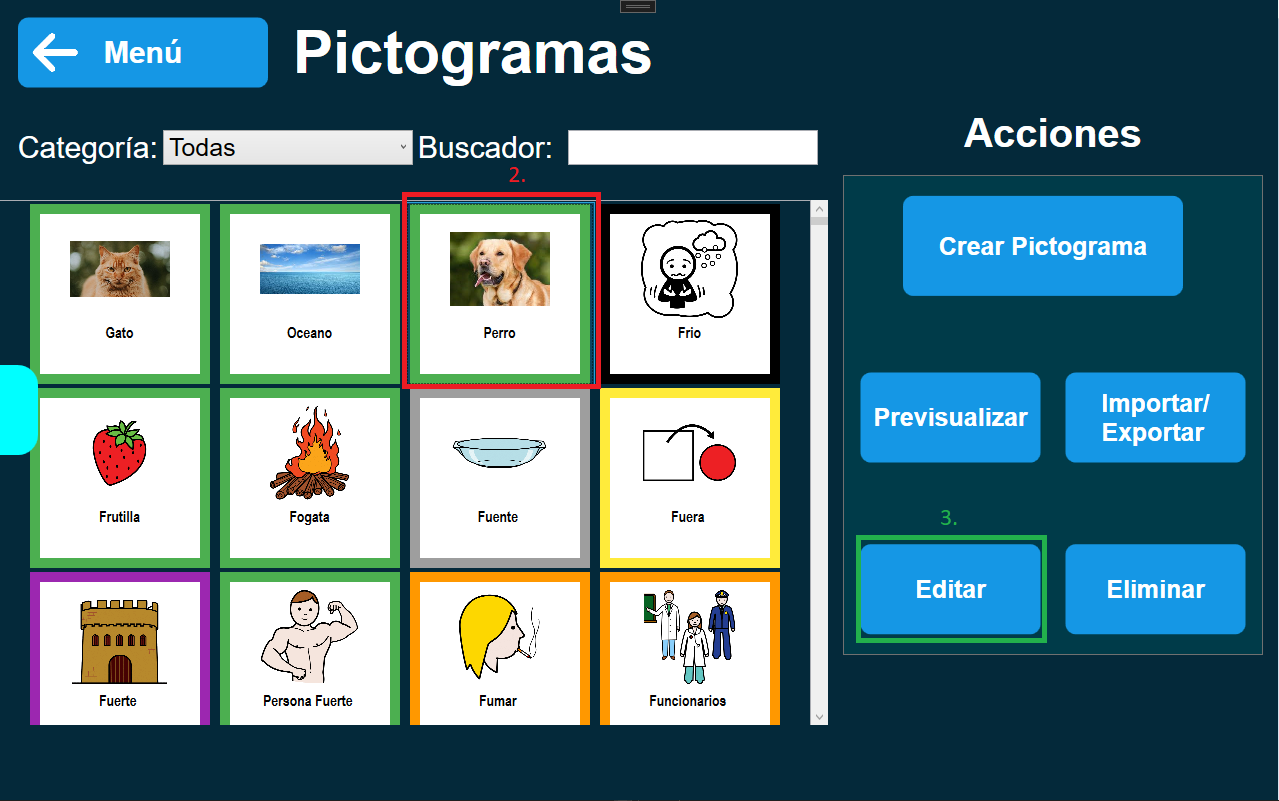 Menú
Pictogramas
Categoría:
Todas
Buscador:
Acciones
2.
Gato
Oceano
Perro
Frio
Crear Pictograma
Frutilla
Fogata
Fuente
Fuera
Previsualizar
Importar/
Exportar
3.
Editar
Eliminar
Fuerte
Persona Fuerte
Fumar
Funcionarios